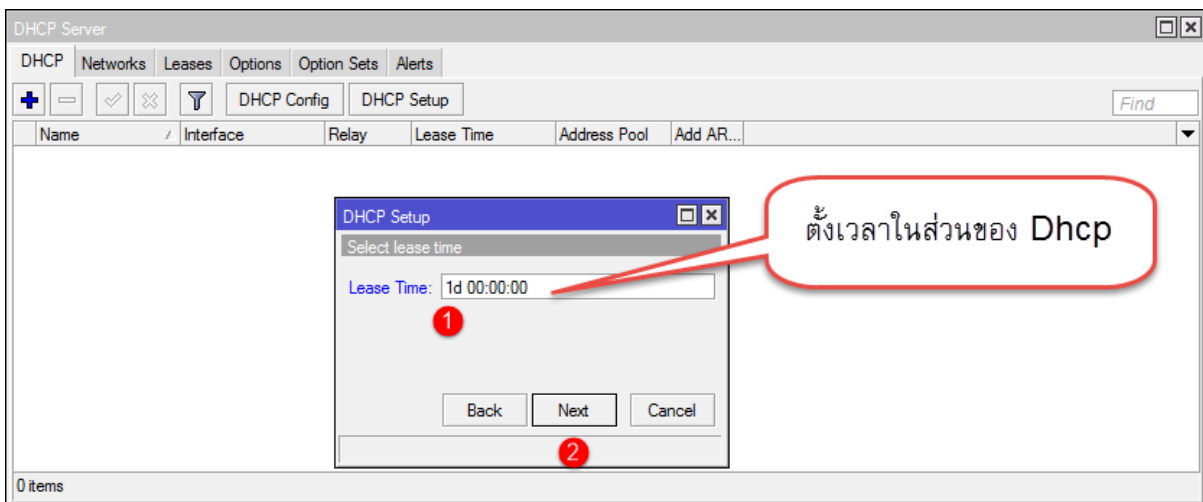 DHCP Server
DHCP Networks Leases Options Option Sets Alerts
DHCP Config DHCP Setup Find
Name Interface Relay Lease Time Address Pool Add AR...
DHCP Setup
Select lease time
Lease Time: 1d 00:00:00
ตั้งเวลาในส่วนของ Dhcp
1
Back Next Cancel
2
0 items